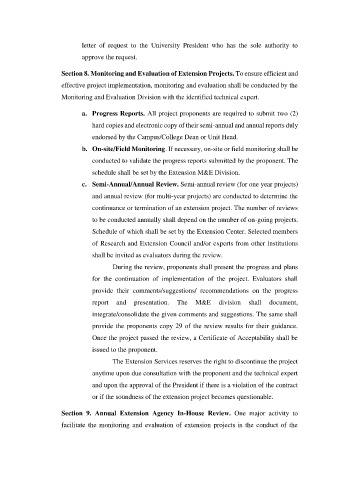 letter of request to the University President who has the sole authority to
approve the request.
Section 8. Monitoring and Evaluation of Extension Projects. To ensure efficient and
effective project implementation, monitoring and evaluation shall be conducted by the
Monitoring and Evaluation Division with the identified technical expert.
a. Progress Reports. All project proponents are required to submit two (2)
hard copies and electronic copy of their semi-annual and annual reports duly
endorsed by the Campus/College Dean or Unit Head.
b. On-site/Field Monitoring. If necessary, on-site or field monitoring shall be
conducted to validate the progress reports submitted by the proponent. The
schedule shall be set by the Extension M&E Division.
c. Semi-Annual/Annual Review. Semi-annual review (for one year projects)
and annual review (for multi-year projects) are conducted to determine the
continuance or termination of an extension project. The number of reviews
to be conducted annually shall depend on the number of on-going projects.
Schedule of which shall be set by the Extension Center. Selected members
of Research and Extension Council and/or experts from other institutions
shall be invited as evaluators during the review.
During the review, proponents shall present the progress and plans
for the continuation of implementation of the project. Evaluators shall
provide their comments/suggestions/ recommendations on the progress
report and presentation. The M&E division shall document,
integrate/consolidate the given comments and suggestions. The same shall
provide the proponents copy 29 of the review results for their guidance.
Once the project passed the review, a Certificate of Acceptability shall be
issued to the proponent.
The Extension Services reserves the right to discontinue the project
anytime upon due consultation with the proponent and the technical expert
and upon the approval of the President if there is a violation of the contract
or if the soundness of the extension project becomes questionable.
Section 9. Annual Extension Agency In-House Review. One major activity to
facilitate the monitoring and evaluation of extension projects is the conduct of the